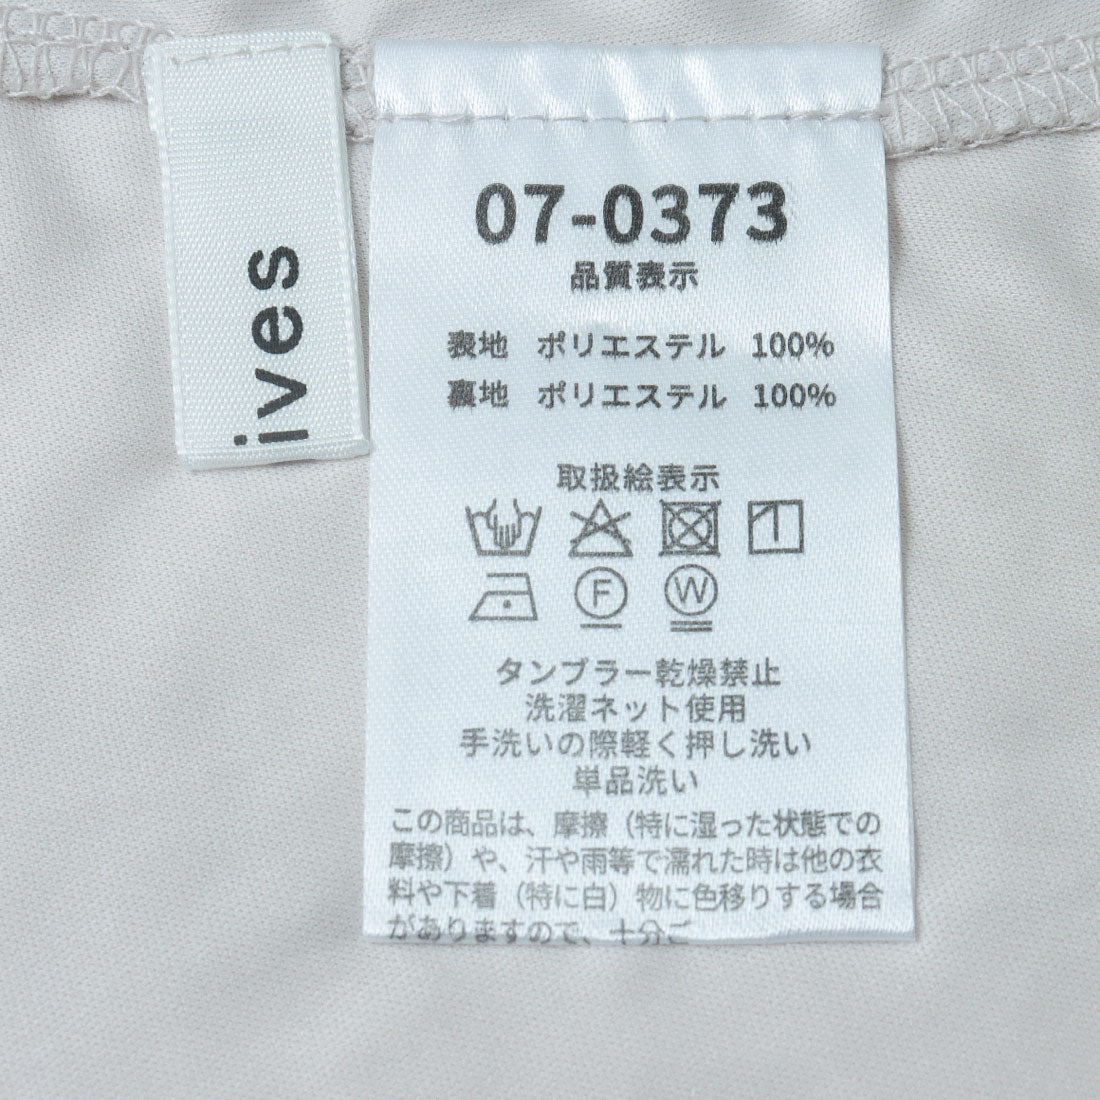 ives
07-0373
品質表示
表地 ポリエステル 100%
裏地 ポリエステル 100%
取扱絵表示
F W
タンブラー乾燥禁止
洗濯ネット使用
手洗いの際軽く押し洗い
単品洗い
この商品は、摩擦（特に湿った状態での
摩擦）や、汗や雨等で濡れた時は他の衣
料や下着（特に白）物に色移りする場合
がありますので、十分ご